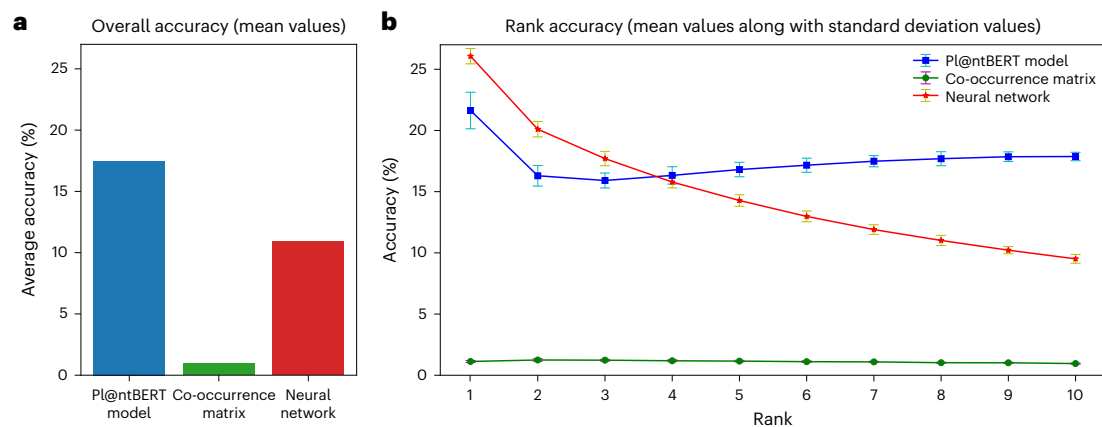 a
Overall accuracy (mean values)
Average accuracy (%)
25
20
15
10
5
0
Pl@ntBERT
model
Co-occurrence
matrix
Neural
network
b
Rank accuracy (mean values along with standard deviation values)
Accuracy (%)
25
20
15
10
5
0
Pl@ntBERT model
Co-occurrence matrix
Neural network
1 2 3 4 5 6 7 8 9 10
Rank